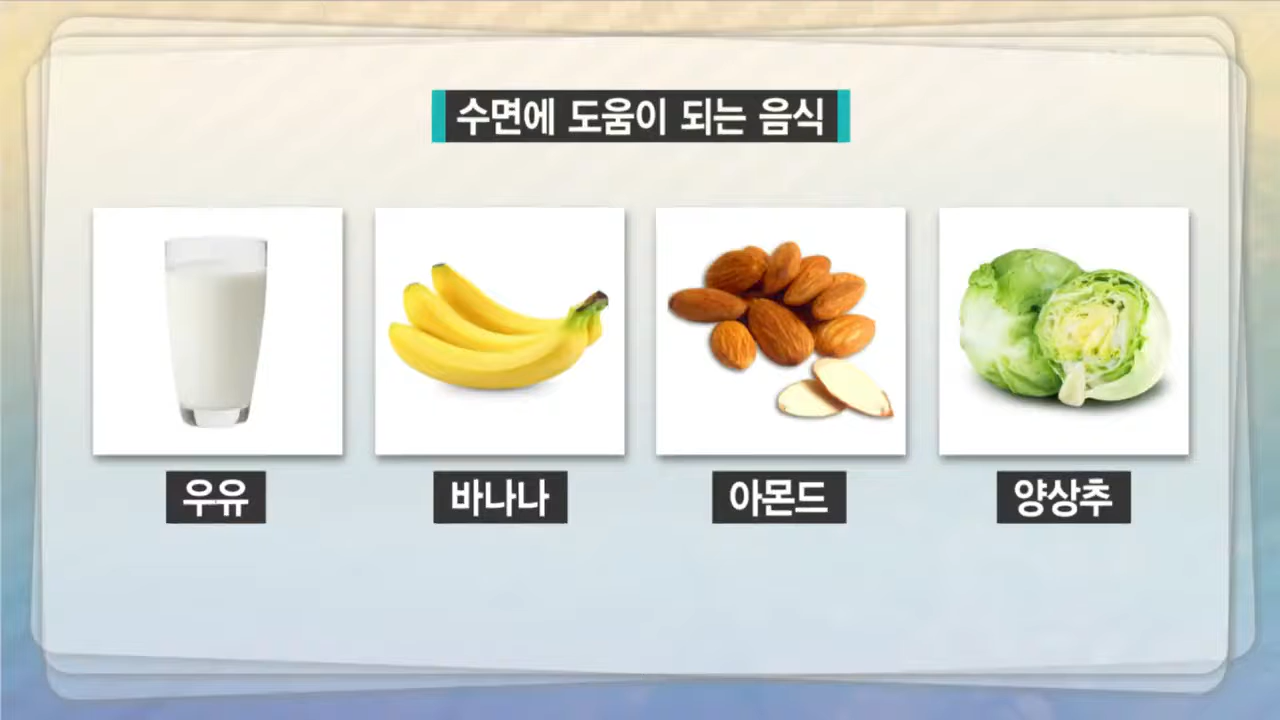 수면에 도움이 되는 음식
우유
바나나
아몬드
양상추